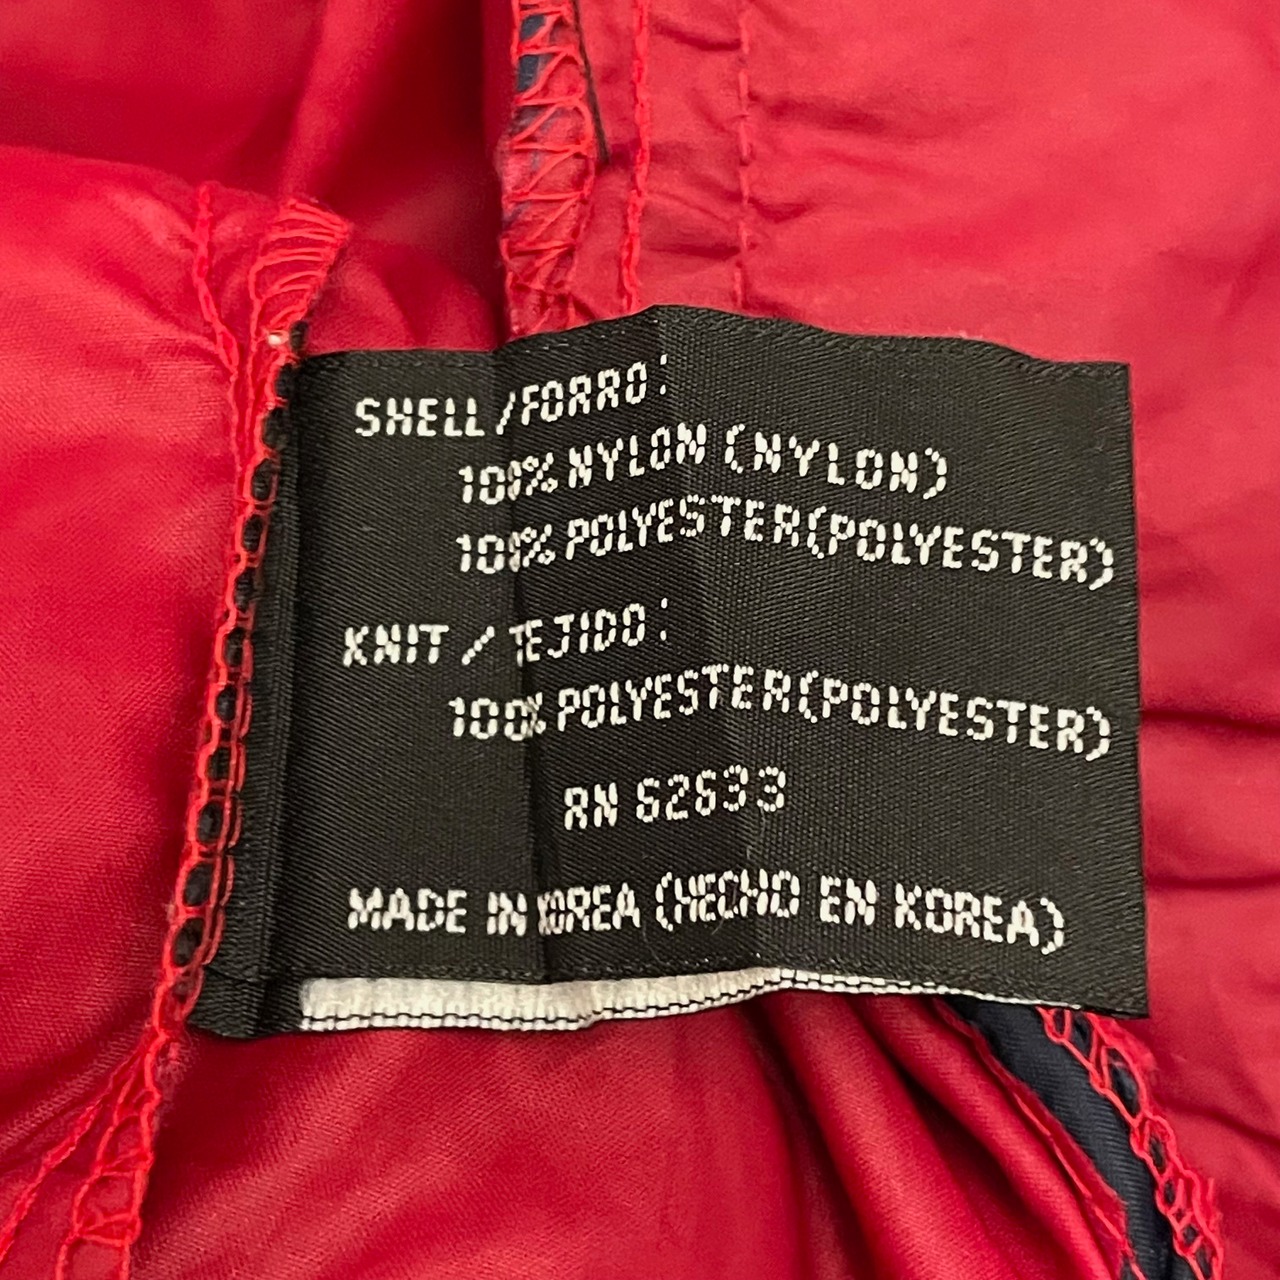 SHELL/FORRO:
100% NYLON (NYLON)
100% POLYESTER(POLYESTER)
KNIT / TEJIDO:
100% POLYESTER(POLYESTER)
RN 62633
MADE IN KOREA (HECHO EN KOREA)